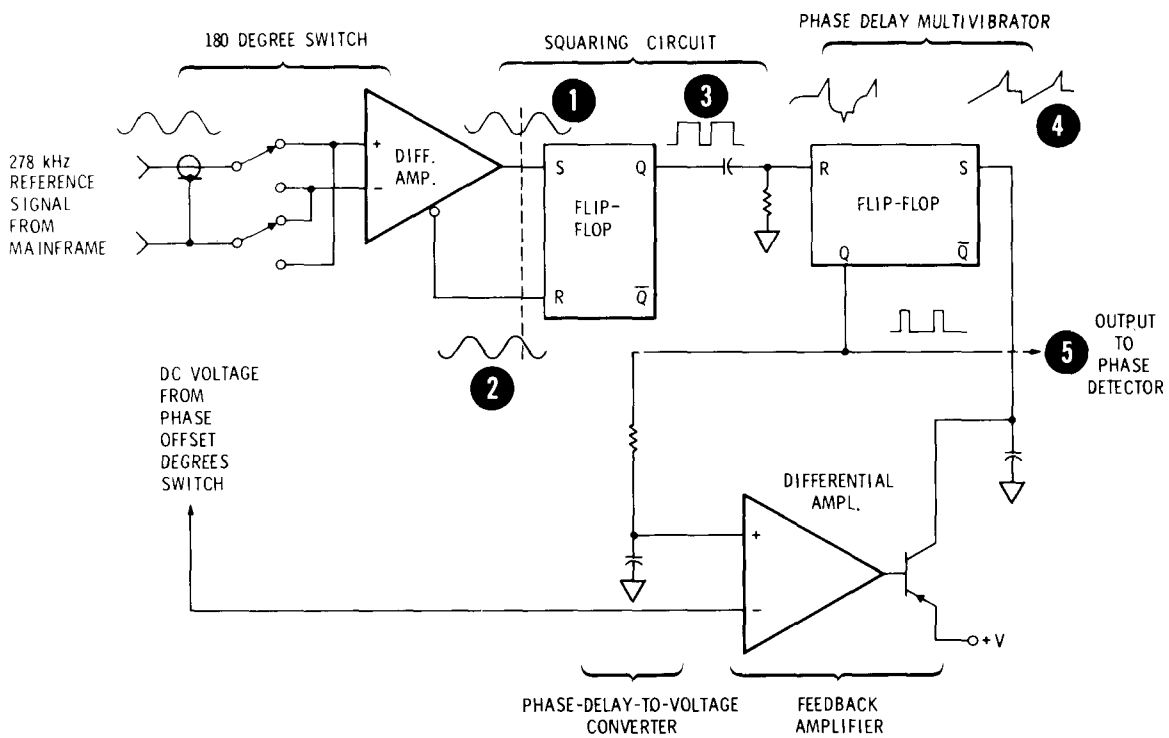 180 DEGREE SWITCH
SQUARING CIRCUIT
PHASE DELAY MULTIVIBRATOR
1
3
4
278 kHz
REFERENCE
SIGNAL
FROM
MAINFRAME
+
−
DIFF.
AMP.
S
Q
FLIP-
FLOP
R
Q̅
R
S
FLIP-FLOP
Q
Q̅
2
5
OUTPUT
TO
PHASE
DETECTOR
DC VOLTAGE
FROM
PHASE
OFFSET
DEGREES
SWITCH
DIFFERENTIAL
AMPL.
+
−
+V
PHASE-DELAY-TO-VOLTAGE
CONVERTER
FEEDBACK
AMPLIFIER